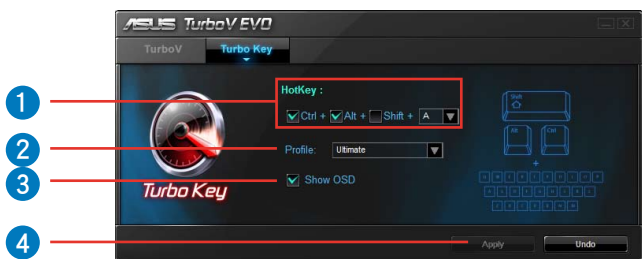 ASUS TurboV EVO
TurboV Turbo Key
1
HotKey :
Ctrl + Alt + Shift + A
2
Profile: Ultimate
3
Show OSD
Turbo Key
Shift
Alt Ctrl
+
4
Apply Undo